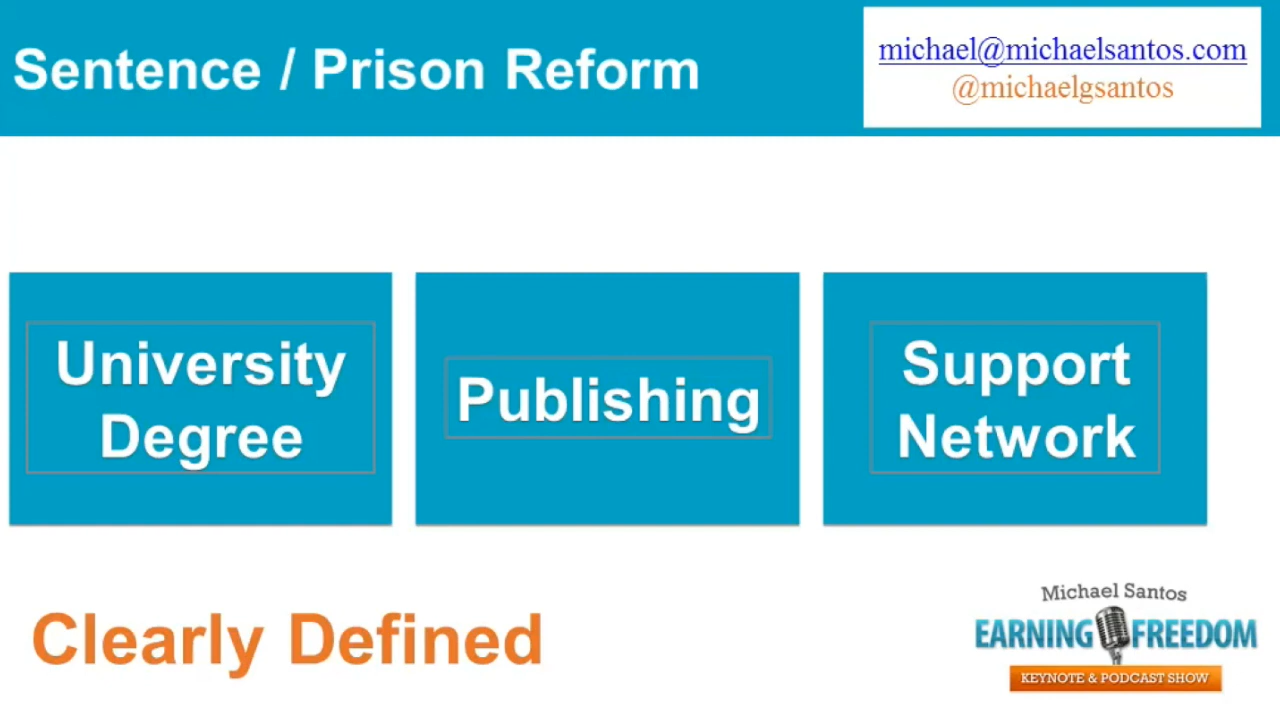 Sentence / Prison Reform
michael@michaelsantos.com
@michaelgsantos
University
Degree
Publishing
Support
Network
Clearly Defined
Michael Santos
EARNING FREEDOM
KEYNOTE & PODCAST SHOW